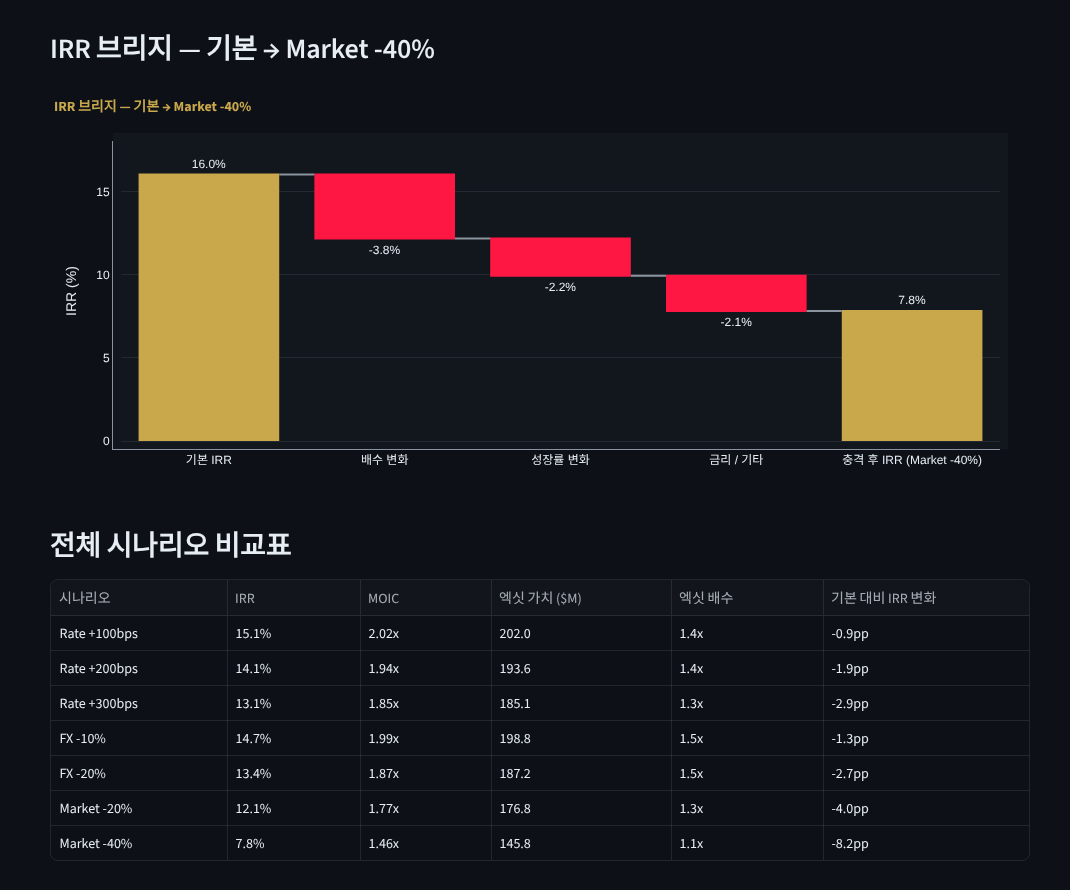 IRR 브리지 — 기본 → Market -40%
IRR 브리지 — 기본 → Market -40%
16.0%
-3.8%
-2.2%
-2.1%
7.8%
IRR (%)
15
10
5
0
기본 IRR
배수 변화
성장률 변화
금리 / 기타
충격 후 IRR (Market -40%)
전체 시나리오 비교표
시나리오 IRR MOIC 엑싯 가치 ($M) 엑싯 배수 기본 대비 IRR 변화
Rate +100bps 15.1% 2.02x 202.0 1.4x -0.9pp
Rate +200bps 14.1% 1.94x 193.6 1.4x -1.9pp
Rate +300bps 13.1% 1.85x 185.1 1.3x -2.9pp
FX -10% 14.7% 1.99x 198.8 1.5x -1.3pp
FX -20% 13.4% 1.87x 187.2 1.5x -2.7pp
Market -20% 12.1% 1.77x 176.8 1.3x -4.0pp
Market -40% 7.8% 1.46x 145.8 1.1x -8.2pp